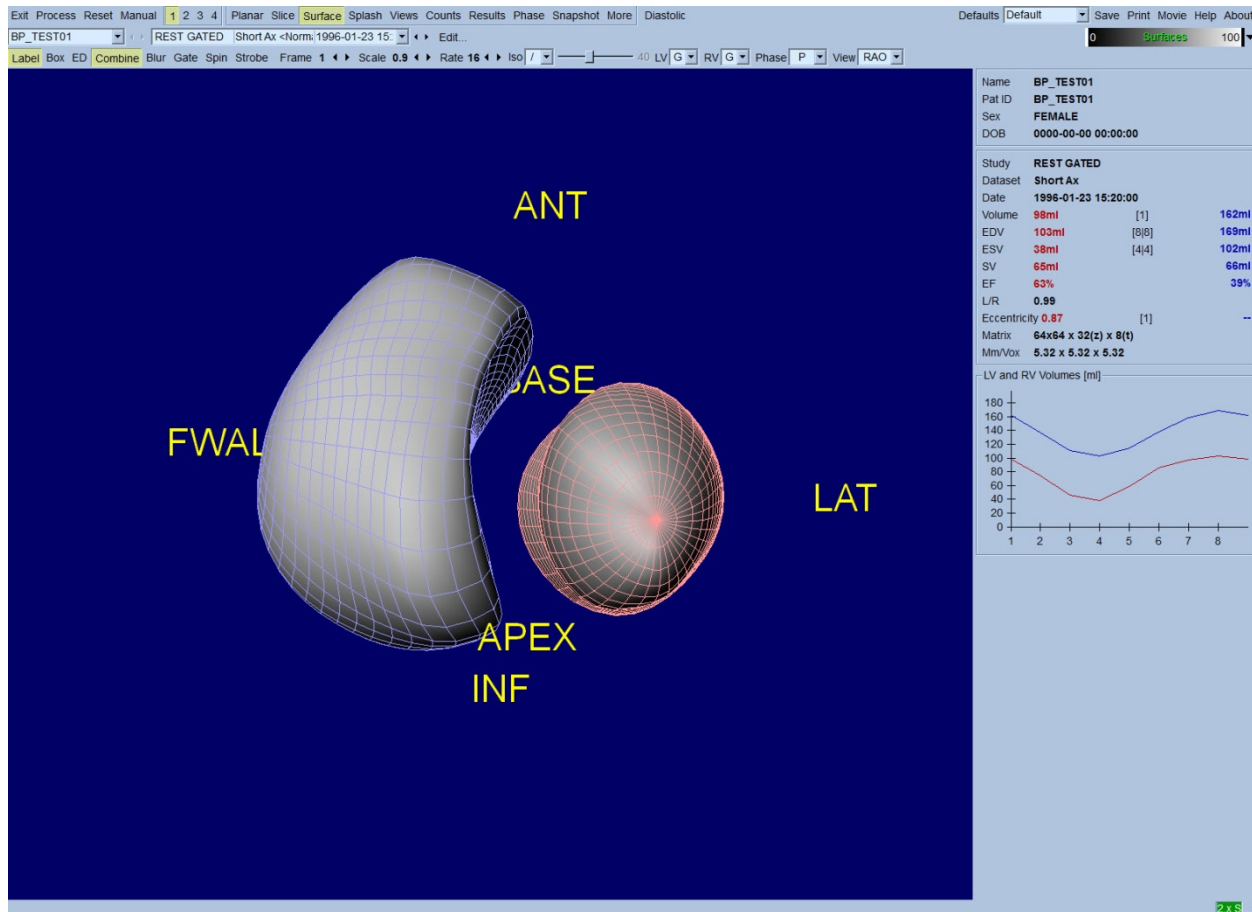 Exit Process Reset Manual 1 2 3 4 Planar Slice Surface Splash Views Counts Results Phase Snapshot More Diastolic Defaults Default Save Print Movie Help About
BP_TEST01 REST GATED Short Ax <Norm: 1996-01-23 15: Edit...
0 Surfaces 100
Label Box ED Combine Blur Gate Spin Strobe Frame 1 Scale 0.9 Rate 16 Iso / 40 LV G RV G Phase P View RAO
ANT
BASE
FWAL
LAT
APEX
INF
Name BP_TEST01
Pat ID BP_TEST01
Sex FEMALE
DOB 0000-00-00 00:00:00
Study REST GATED
Dataset Short Ax
Date 1996-01-23 15:20:00
Volume 98ml [1] 162ml
EDV 103ml [8|8] 169ml
ESV 38ml [4|4] 102ml
SV 65ml 66ml
EF 63% 39%
L/R 0.99
Eccentricity 0.87 [1] --
Matrix 64x64 x 32(z) x 8(t)
Mm/Vox 5.32 x 5.32 x 5.32
LV and RV Volumes [ml]
180
160
140
120
100
80
60
40
20
0
1 2 3 4 5 6 7 8
2 x S